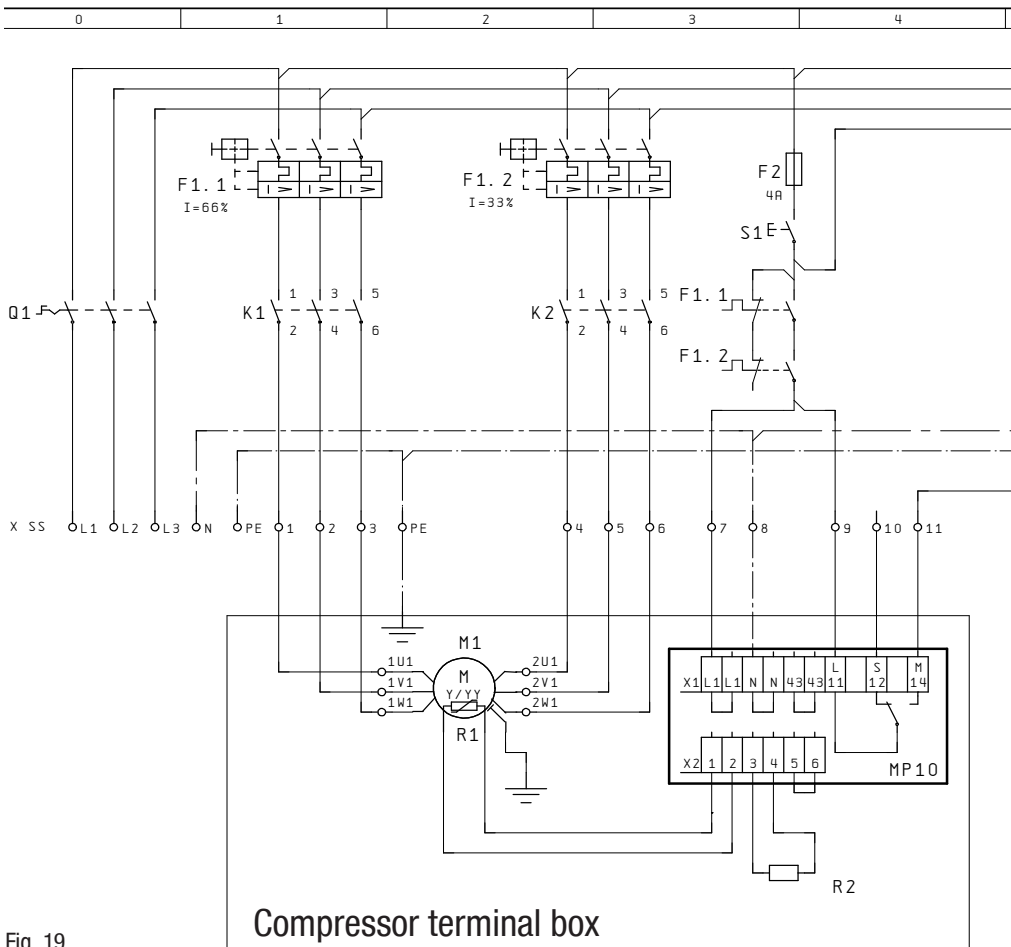 0 1 2 3 4
F1.1
I=66%
F1.2
I=33%
F2
4A
S1
I > I > I >
I > I > I >
Q1
K1
1 3 5
2 4 6
K2
1 3 5
2 4 6
F1.1
F1.2
X SS L1 L2 L3 N PE 1 2 3 PE 4 5 6 7 8 9 10 11
M1
1U1
1V1
1W1
M
Y/YY
R1
2U1
2V1
2W1
L S M
X1 L1 L1 N N 43 43 11 12 14
X2 1 2 3 4 5 6
MP10
R2
Compressor terminal box
Fig. 19